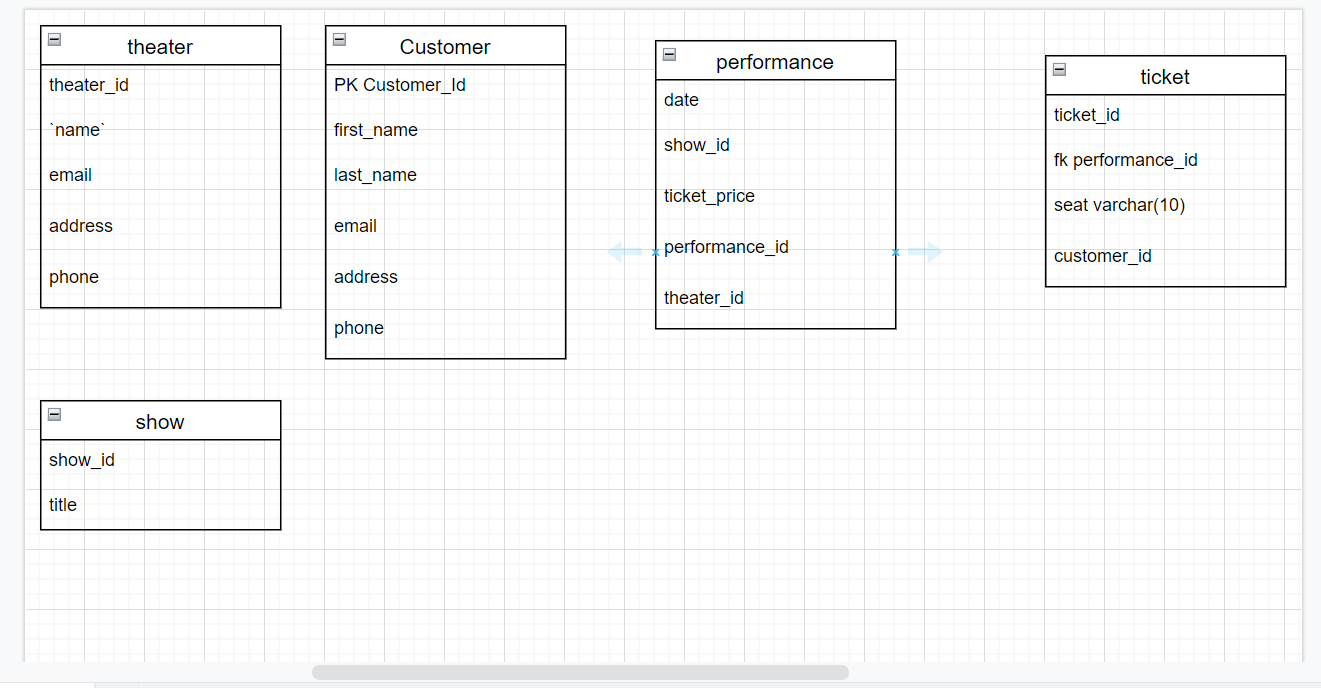 theater
theater_id
`name`
email
address
phone
Customer
PK Customer_Id
first_name
last_name
email
address
phone
performance
date
show_id
ticket_price
performance_id
theater_id
ticket
ticket_id
fk performance_id
seat varchar(10)
customer_id
show
show_id
title